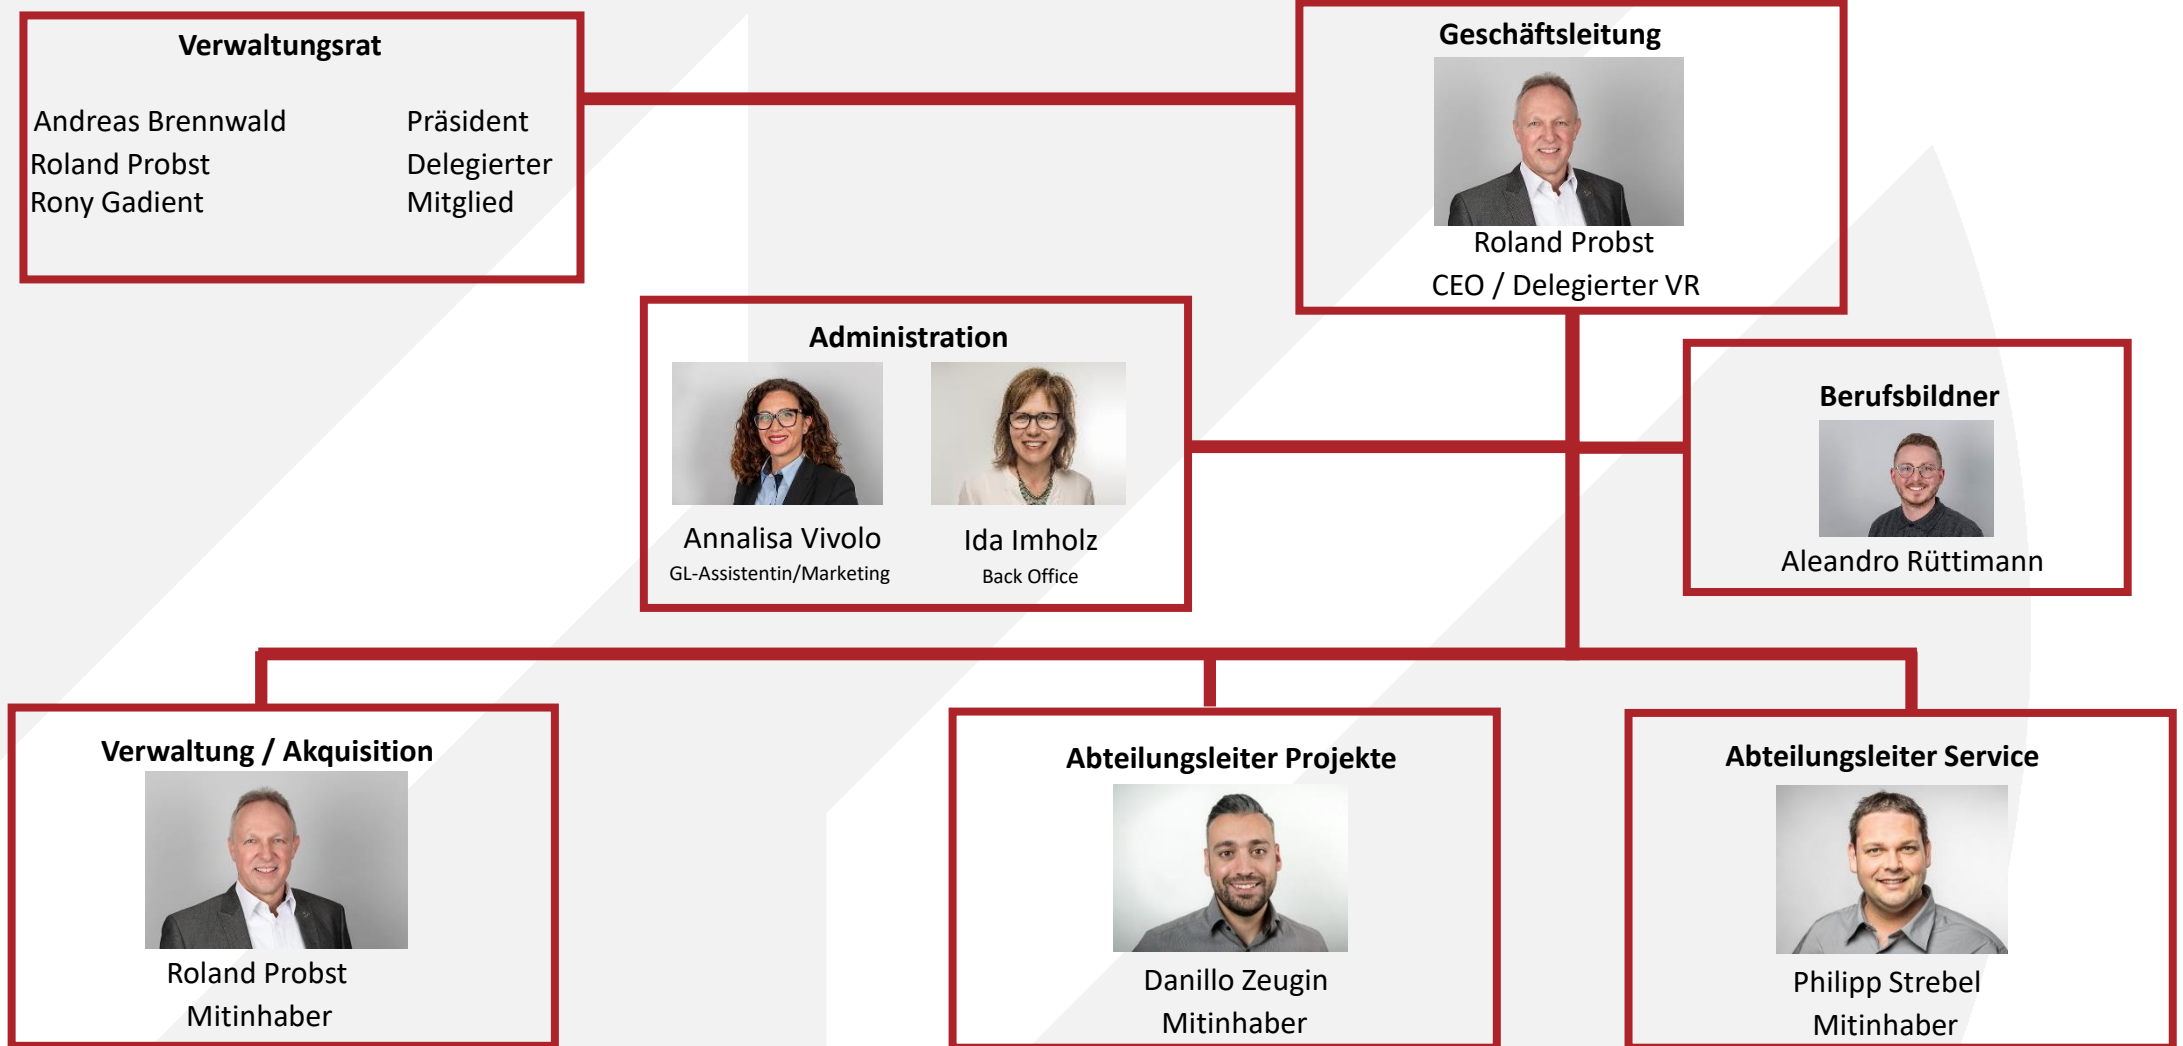 Verwaltungsrat
Andreas Brennwald Präsident
Roland Probst Delegierter
Rony Gadient Mitglied
Geschäftsleitung
Roland Probst
CEO / Delegierter VR
Administration
Annalisa Vivolo
GL-Assistentin/Marketing
Ida Imholz
Back Office
Berufsbildner
Aleandro Rüttimann
Verwaltung / Akquisition
Roland Probst
Mitinhaber
Abteilungsleiter Projekte
Danillo Zeugin
Mitinhaber
Abteilungsleiter Service
Philipp Strebel
Mitinhaber